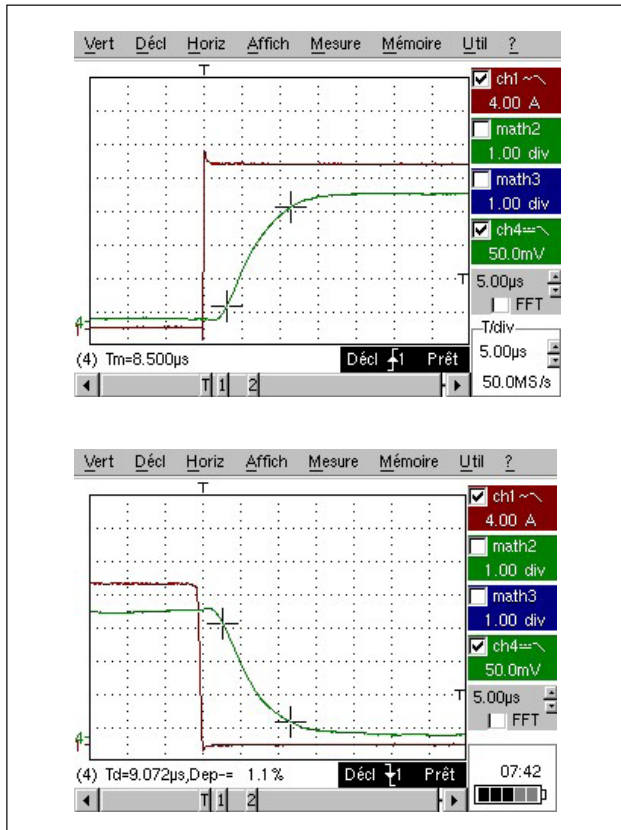 Vert Décl Horiz Affich Mesure Mémoire Util ?
T
ch1
4.00 A
math2
1.00 div
math3
1.00 div
ch4
50.0mV
T 5.00µs
FFT
T/div
4
5.00µs
(4) Tm=8.500µs Décl 1 Prêt
T 1 2 50.0MS/s
Vert Décl Horiz Affich Mesure Mémoire Util ?
T
ch1
4.00 A
math2
1.00 div
math3
1.00 div
ch4
50.0mV
T 5.00µs
FFT
4
(4) Td=9.072µs,Dep-= 1.1% Décl 1 Prêt 07:42
T 1 2